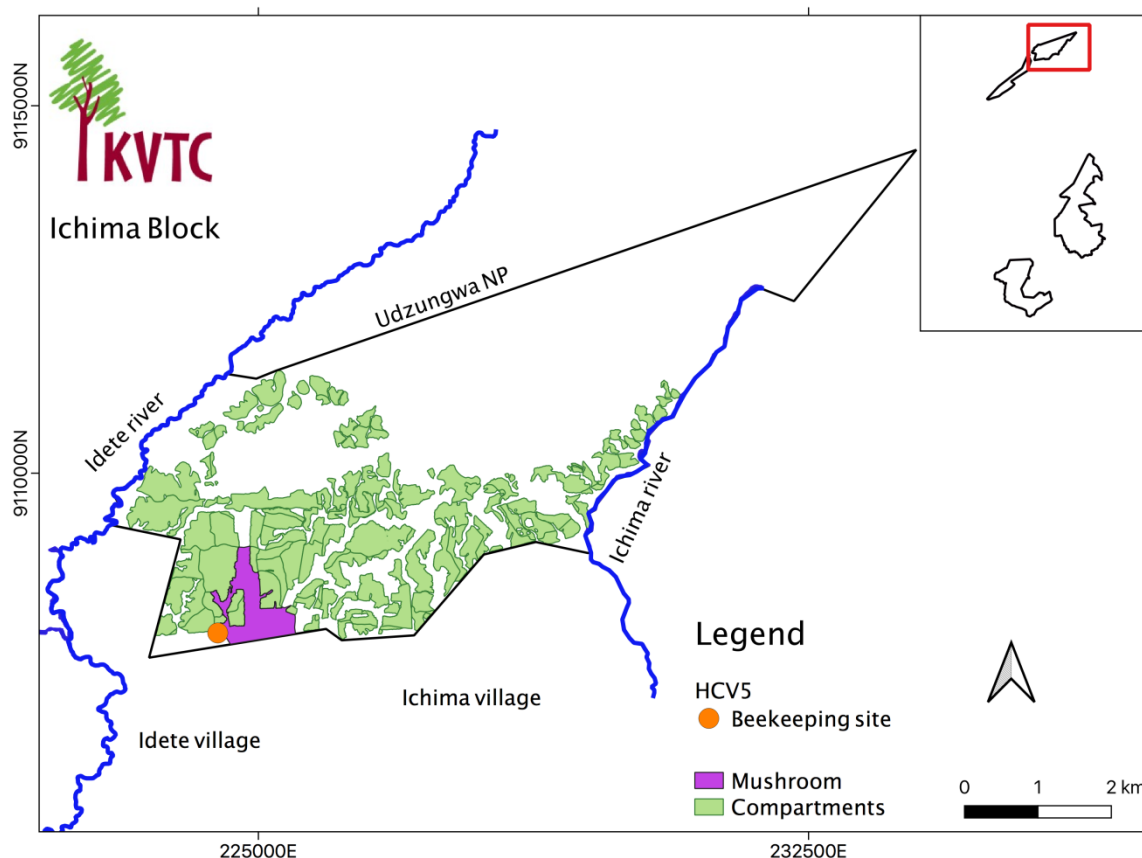 KVTC
Ichima Block
9115000N
9110000N
Udzungwa NP
Idete river
Ichima river
Ichima village
Idete village
Legend
HCV5
Beekeeping site
Mushroom
Compartments
0 1 2 km
225000E
232500E